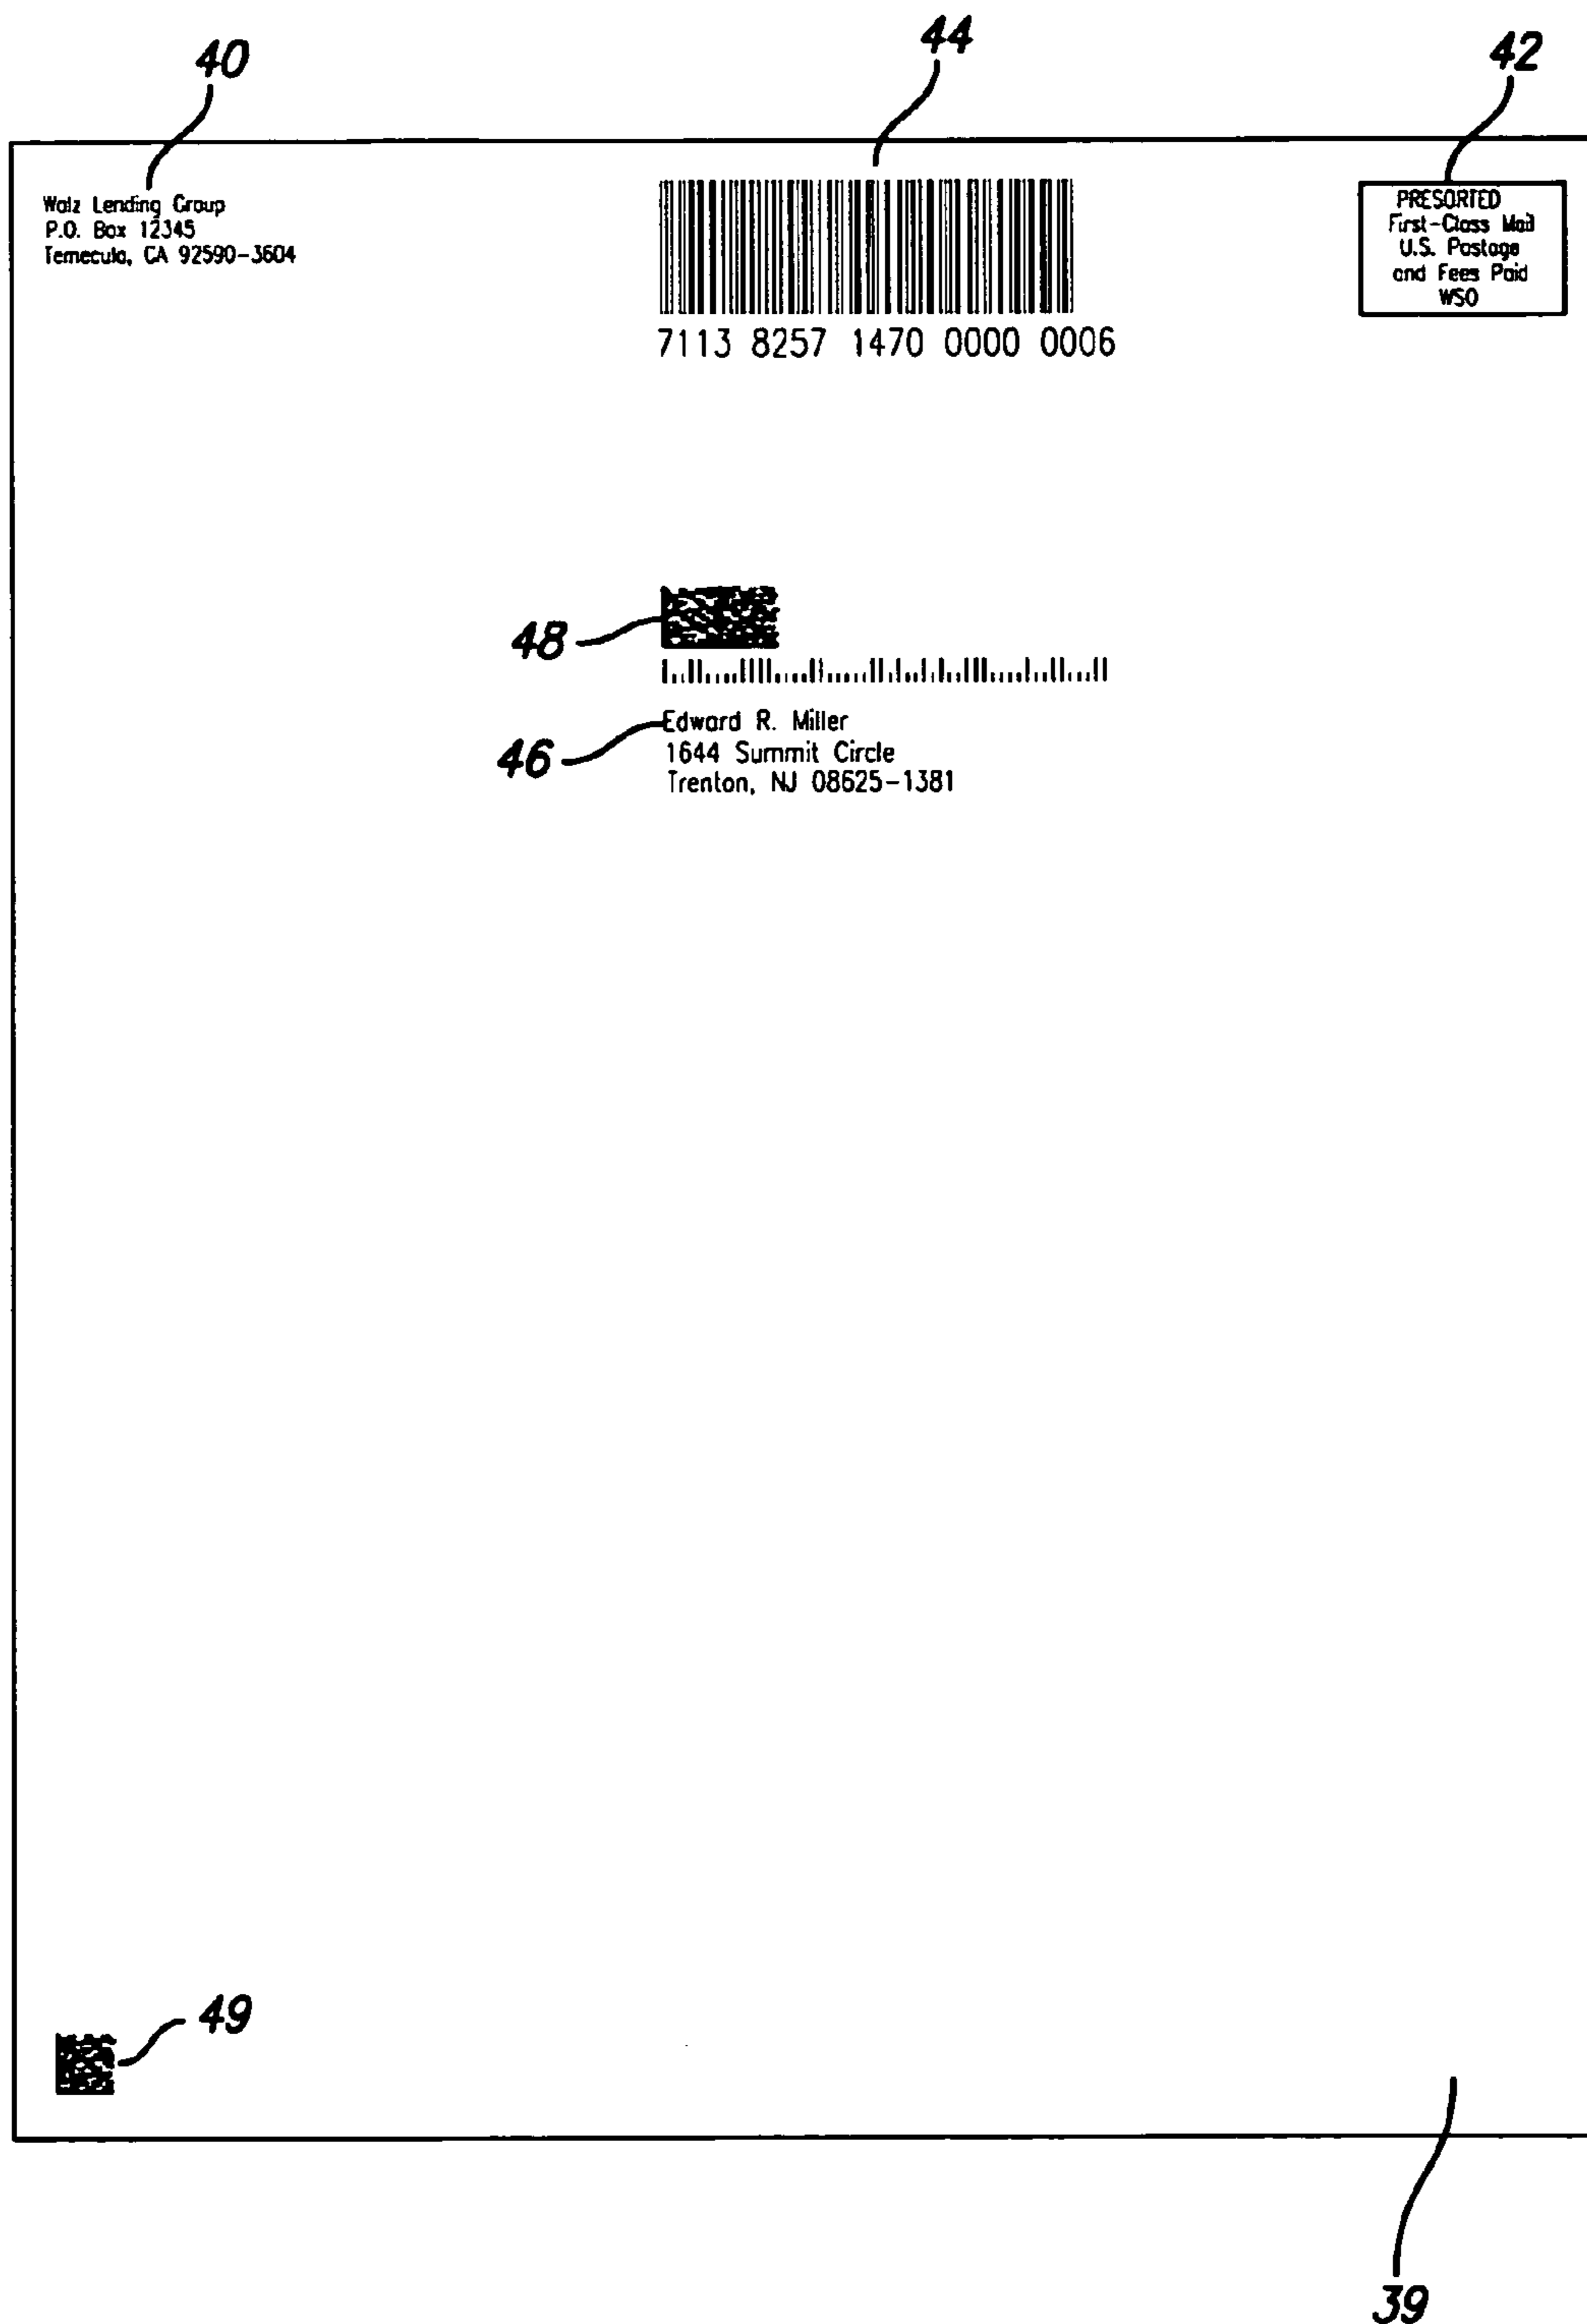 40
44
42
Walz Lending Group
P.O. Box 12345
Temecula, CA 92590-3604
7113 8257 1470 0000 0006
PRESORTED
First-Class Mail
U.S. Postage
and Fees Paid
WSO
48
46
Edward R. Miller
1644 Summit Circle
Trenton, NJ 08625-1381
49
39